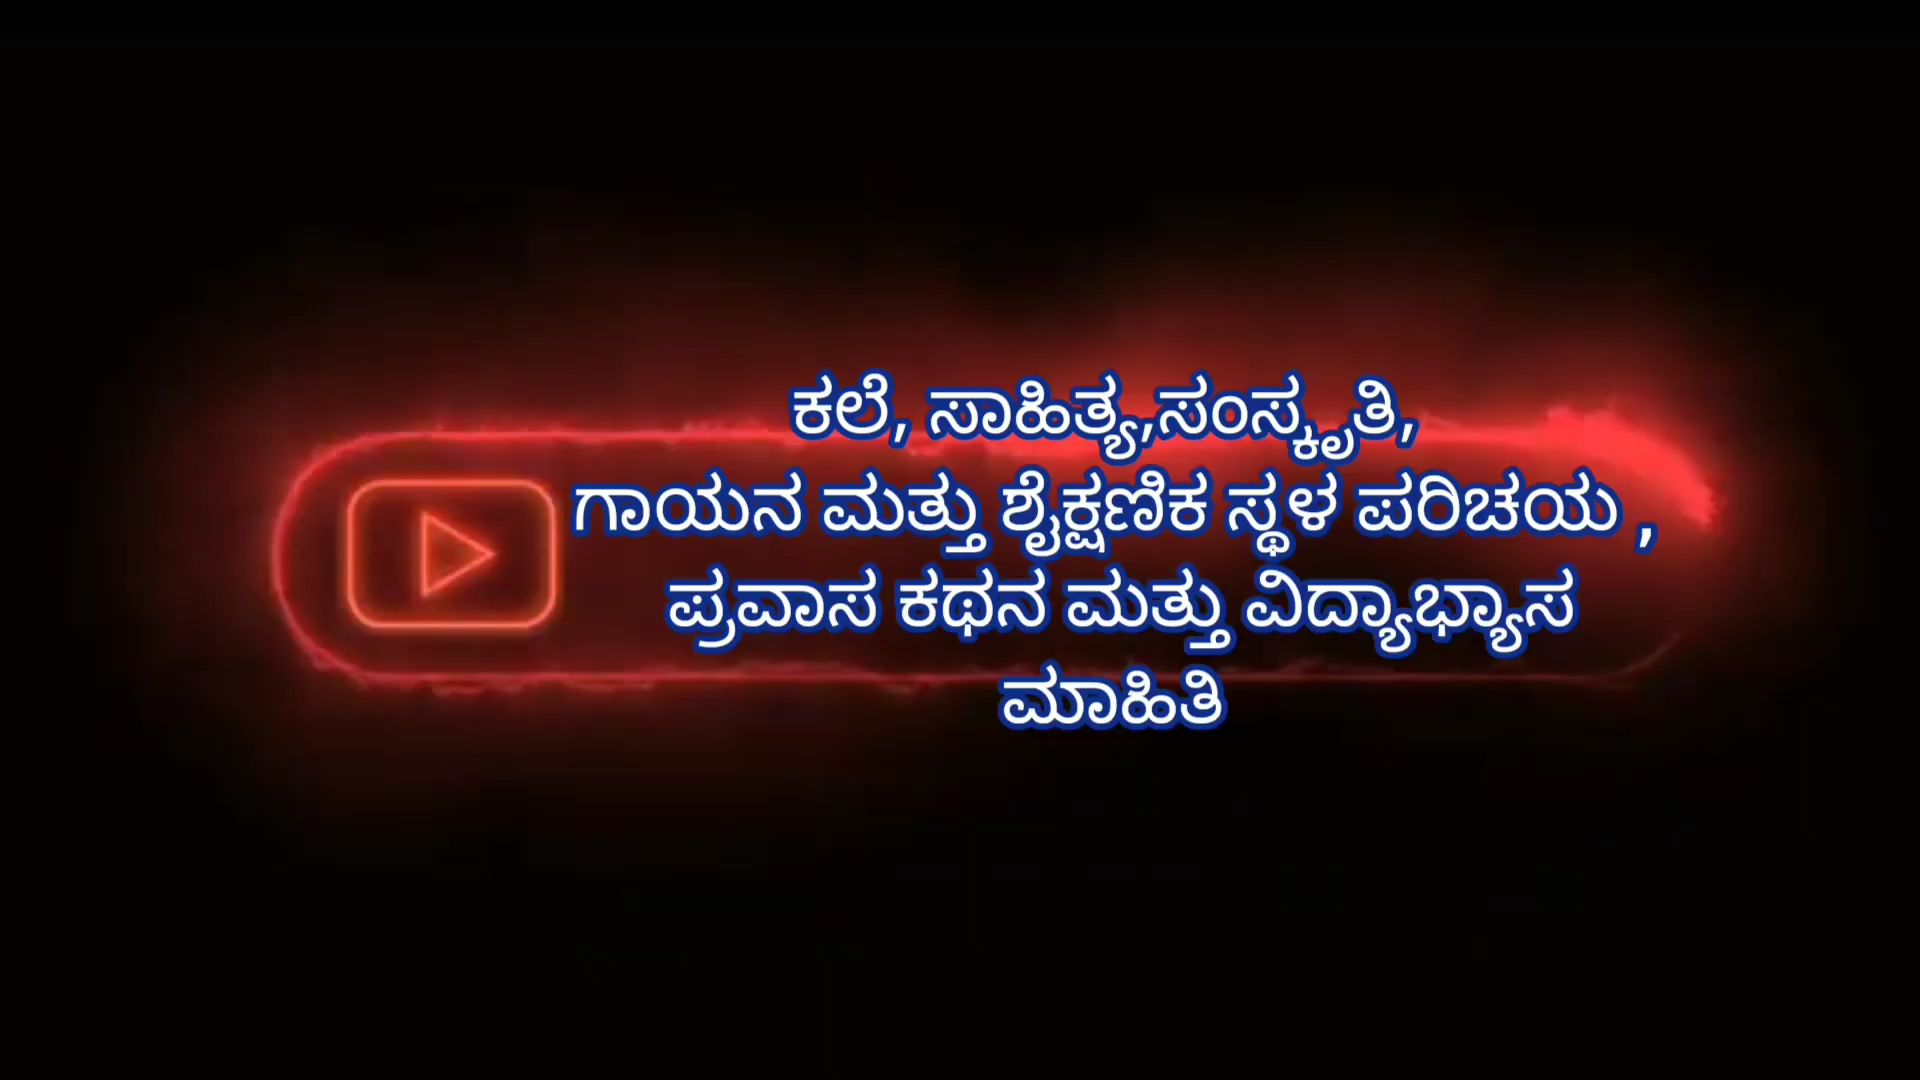 ಕಲೆ, ಸಾಹಿತ್ಯ,ಸಂಸ್ಕೃತಿ,
ಗಾಯನ ಮತ್ತು ಶೈಕ್ಷಣಿಕ ಸ್ಥಳ ಪರಿಚಯ ,
ಪ್ರವಾಸ ಕಥನ ಮತ್ತು ವಿದ್ಯಾಭ್ಯಾಸ
ಮಾಹಿತಿ